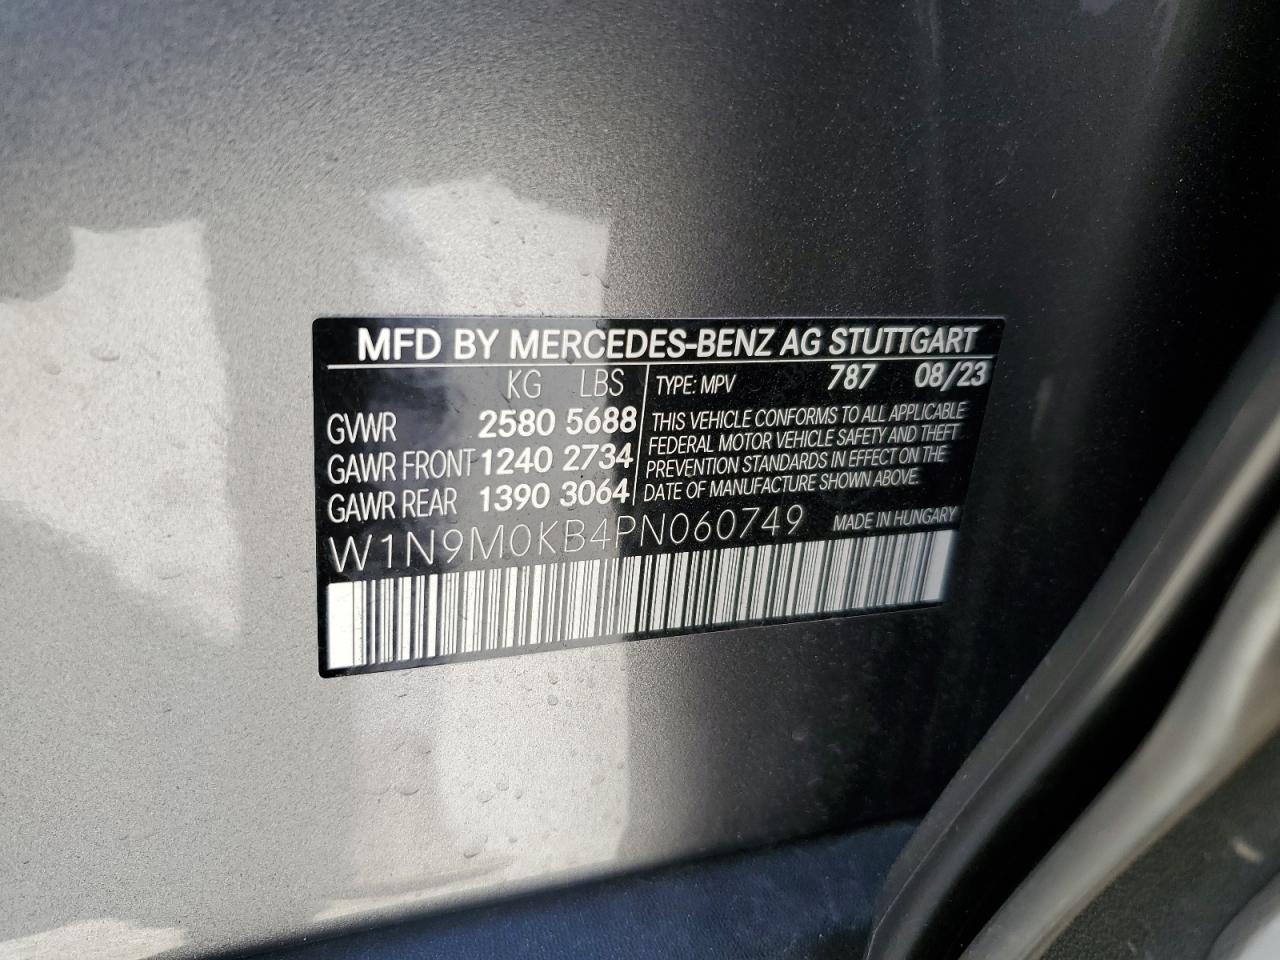 MFD BY MERCEDES-BENZ AG STUTTGART
KG LBS
GVWR 2580 5688
GAWR FRONT 1240 2734
GAWR REAR 1390 3064
TYPE: MPV 787 08/23
THIS VEHICLE CONFORMS TO ALL APPLICABLE
FEDERAL MOTOR VEHICLE SAFETY AND THEFT
PREVENTION STANDARDS IN EFFECT ON THE
DATE OF MANUFACTURE SHOWN ABOVE.
W1N9M0KB4PN060749 MADE IN HUNGARY